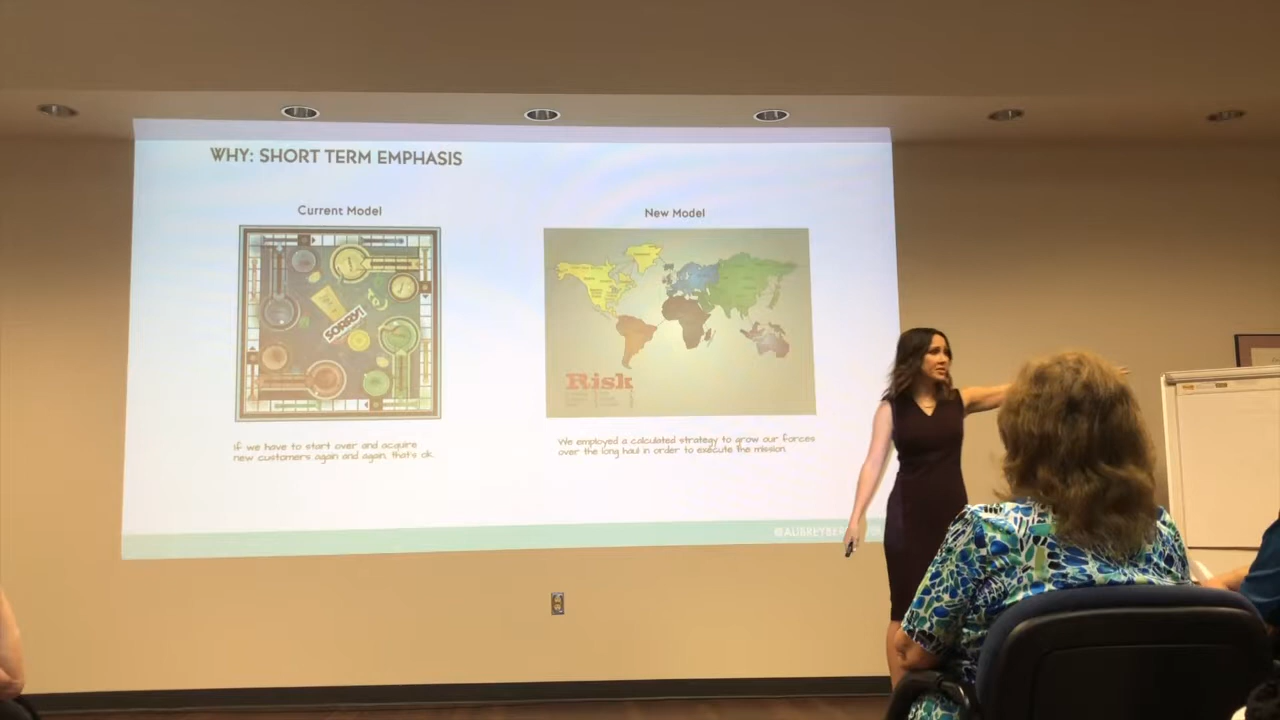 WHY: SHORT TERM EMPHASIS
Current Model
New Model
SORRY!
Risk
If we have to start over and acquire
new customers again and again, that's ok.
We employed a calculated strategy to grow our forces
over the long haul in order to execute the mission.